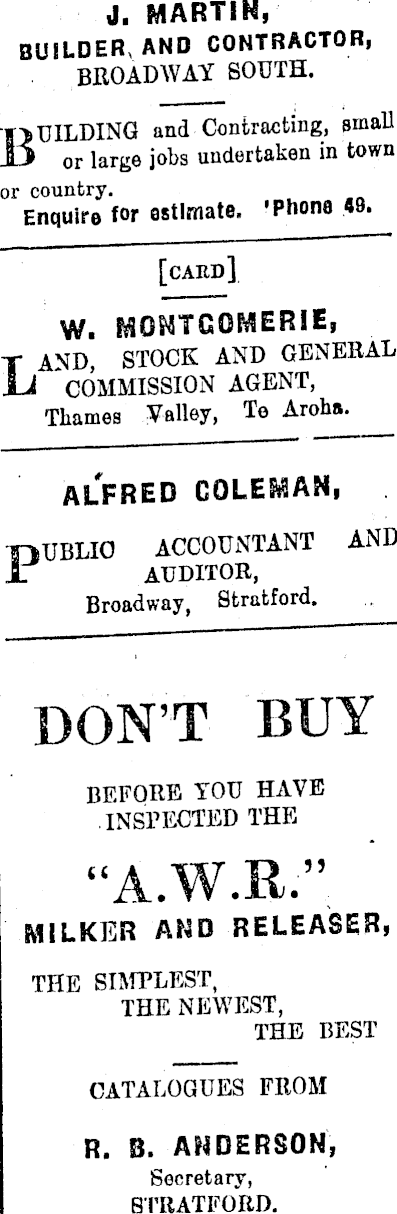 J. MARTIN,
BUILDER, AND CONTRACTOR,
BROADWAY SOUTH.
BUILDING and Contracting, small
or large jobs undertaken in town
or country.
Enquire for estimate. 'Phone 49.
[CARD]
W. MONTGOMERIE,
LAND, STOCK AND GENERAL
COMMISSION AGENT,
Thames Valley, Te Aroha.
ALFRED COLEMAN,
PUBLIC ACCOUNTANT AND
AUDITOR,
Broadway, Stratford.
DON'T BUY
BEFORE YOU HAVE
INSPECTED THE
"A.W.R."
MILKER AND RELEASER,
THE SIMPLEST,
THE NEWEST,
THE BEST
CATALOGUES FROM
R. B. ANDERSON,
Secretary,
STRATFORD.